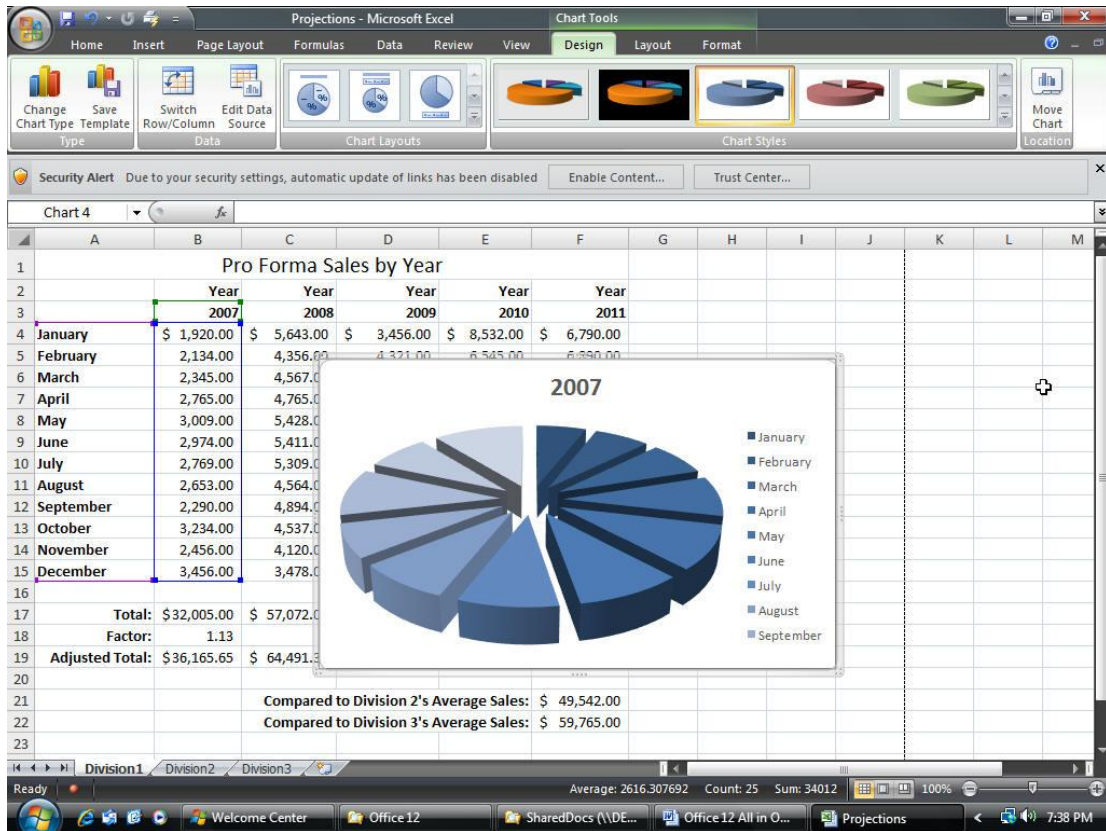 Projections - Microsoft Excel
Chart Tools
Home Insert Page Layout Formulas Data Review View Design Layout Format
Change Chart Type
Save Template
Switch Row/Column
Edit Data Source
Move Chart
Type Data Chart Layouts Chart Styles Location
Security Alert Due to your security settings, automatic update of links has been disabled Enable Content... Trust Center...
Chart 4 fx
A B C D E F G H I J K L M
1 Pro Forma Sales by Year
2 Year Year Year Year Year
3 2007 2008 2009 2010 2011
4 January $ 1,920.00 $ 5,643.00 $ 3,456.00 $ 8,532.00 $ 6,790.00
5 February 2,134.00
6 March 2,345.00
7 April 2,765.00
8 May 3,009.00
9 June 2,974.00
10 July 2,769.00
11 August 2,653.00
12 September 2,290.00
13 October 3,234.00
14 November 2,456.00
15 December 3,456.00
16
17 Total: $32,005.00
18 Factor: 1.13
19 Adjusted Total: $36,165.65
20
21 Compared to Division 2's Average Sales: $ 49,542.00
22 Compared to Division 3's Average Sales: $ 59,765.00
23
2007
January
February
March
April
May
June
July
August
September
Division1 Division2 Division3
Ready Average: 2616.307692 Count: 25 Sum: 34012 100%
Welcome Center Office 12 SharedDocs (\\DE... Office 12 All in O... Projections 7:38 PM